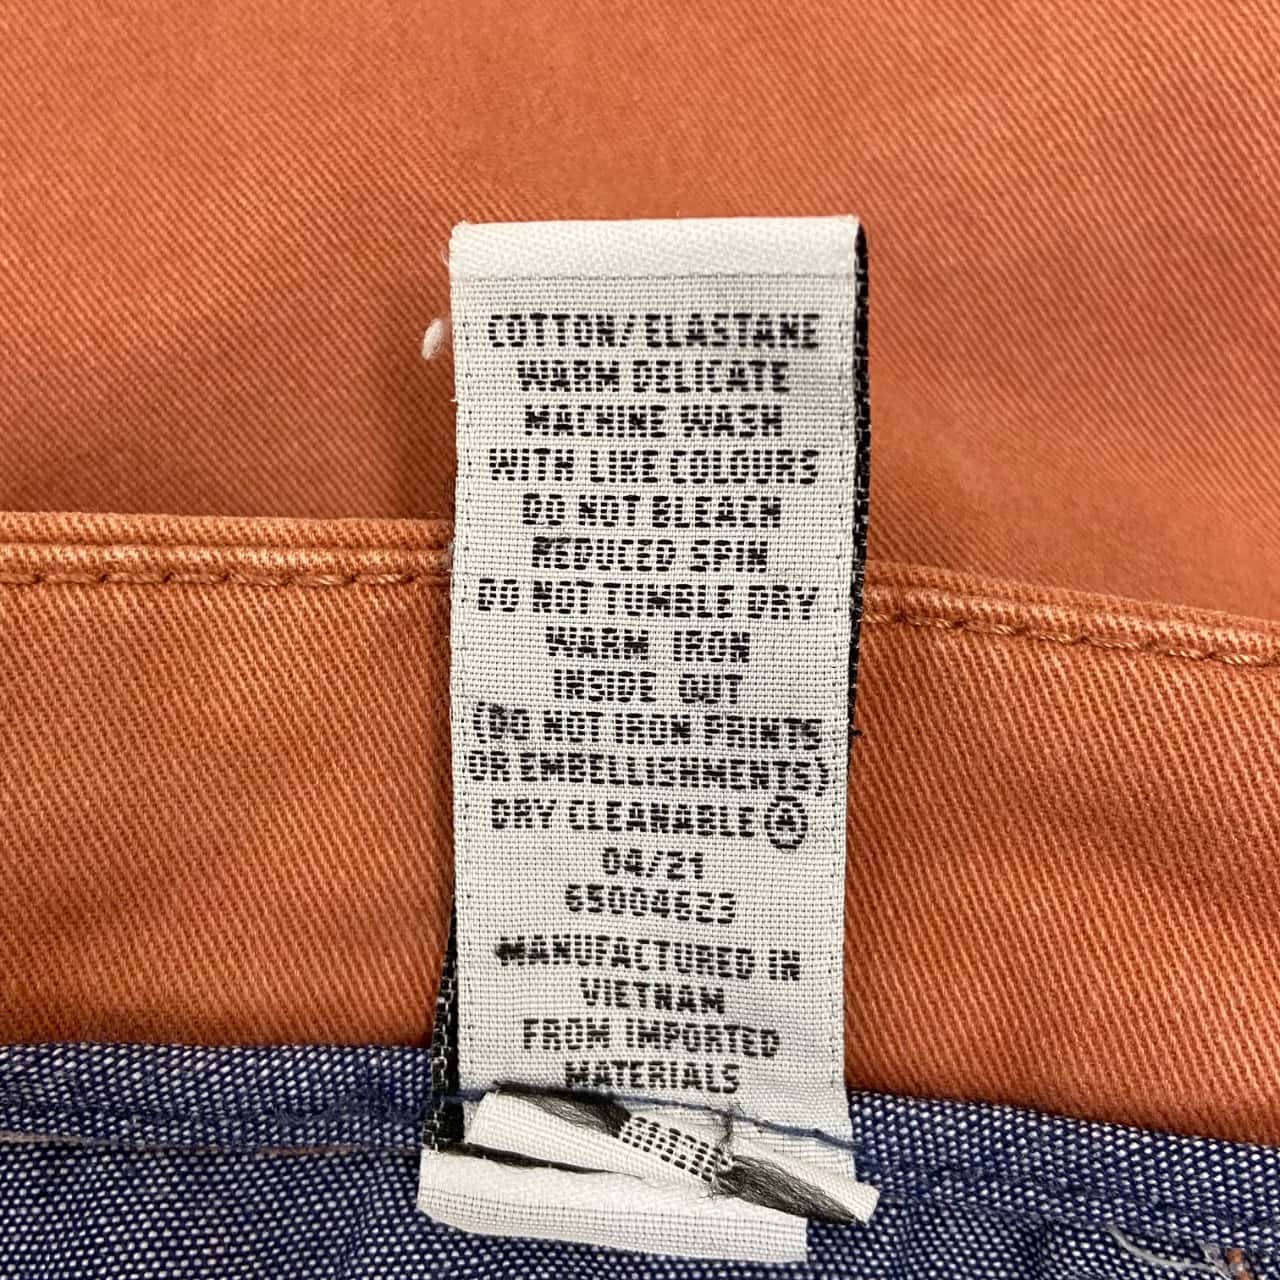 COTTON/ELASTANE
WARM DELICATE
MACHINE WASH
WITH LIKE COLOURS
DO NOT BLEACH
REDUCED SPIN
DO NOT TUMBLE DRY
WARM IRON
INSIDE OUT
(DO NOT IRON PRINTS
OR EMBELLISHMENTS)
DRY CLEANABLE A
04/21
65004623
MANUFACTURED IN
VIETNAM
FROM IMPORTED
MATERIALS